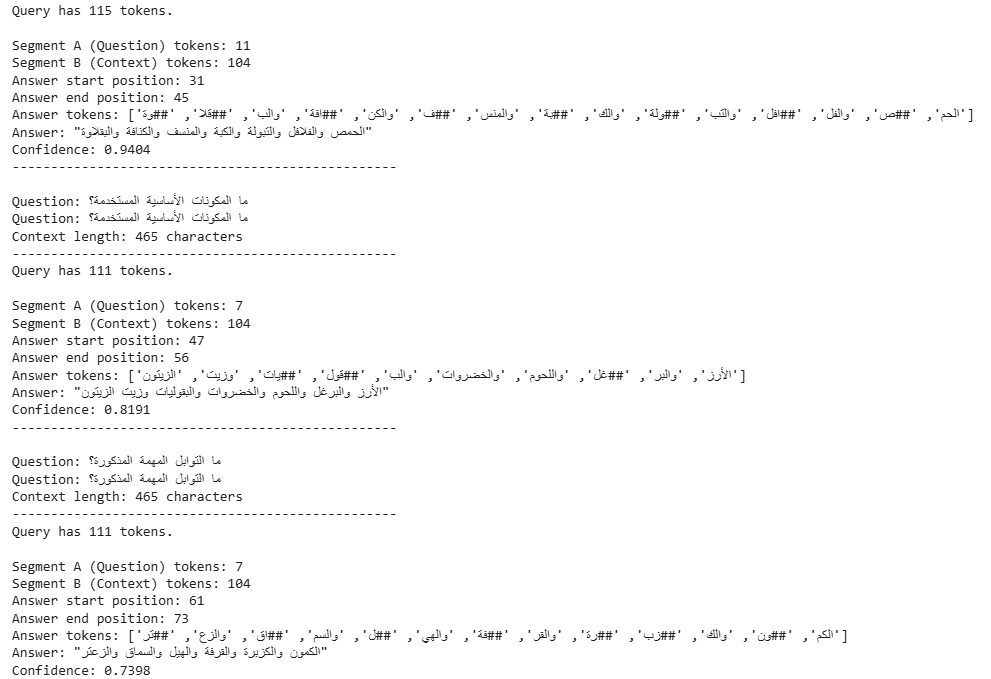 Query has 115 tokens.
Segment A (Question) tokens: 11
Segment B (Context) tokens: 104
Answer start position: 31
Answer end position: 45
Answer tokens: ['الحم', '##ص', 'والفل', '##افل', 'والتب', '##ولة', 'والك', '##بة', 'والمنس', '##ف', 'والكن', '##افة', 'والب', '##قلا', '##وة']
Answer: "الحمص والفلافل والتبولة والكبة والمنسف والكنافة والبقلاوة"
Confidence: 0.9404
--------------------------------------------------
Question: ما المكونات الأساسية المستخدمة؟
Question: ما المكونات الأساسية المستخدمة؟
Context length: 465 characters
--------------------------------------------------
Query has 111 tokens.
Segment A (Question) tokens: 7
Segment B (Context) tokens: 104
Answer start position: 47
Answer end position: 56
Answer tokens: ['الأرز', 'والبر', '##غل', 'واللحوم', 'والخضروات', 'والب', '##قول', '##يات', 'وزيت', 'الزيتون']
Answer: "الأرز والبرغل واللحوم والخضروات والبقوليات وزيت الزيتون"
Confidence: 0.8191
--------------------------------------------------
Question: ما التوابل المهمة المذكورة؟
Question: ما التوابل المهمة المذكورة؟
Context length: 465 characters
--------------------------------------------------
Query has 111 tokens.
Segment A (Question) tokens: 7
Segment B (Context) tokens: 104
Answer start position: 61
Answer end position: 73
Answer tokens: ['الكم', '##ون', 'والك', '##زب', '##رة', 'والقر', '##فة', 'والهي', '##ل', 'والسم', '##اق', 'والزع', '##تر']
Answer: "الكمون والكزبرة والقرفة والهيل والسماق والزعتر"
Confidence: 0.7398